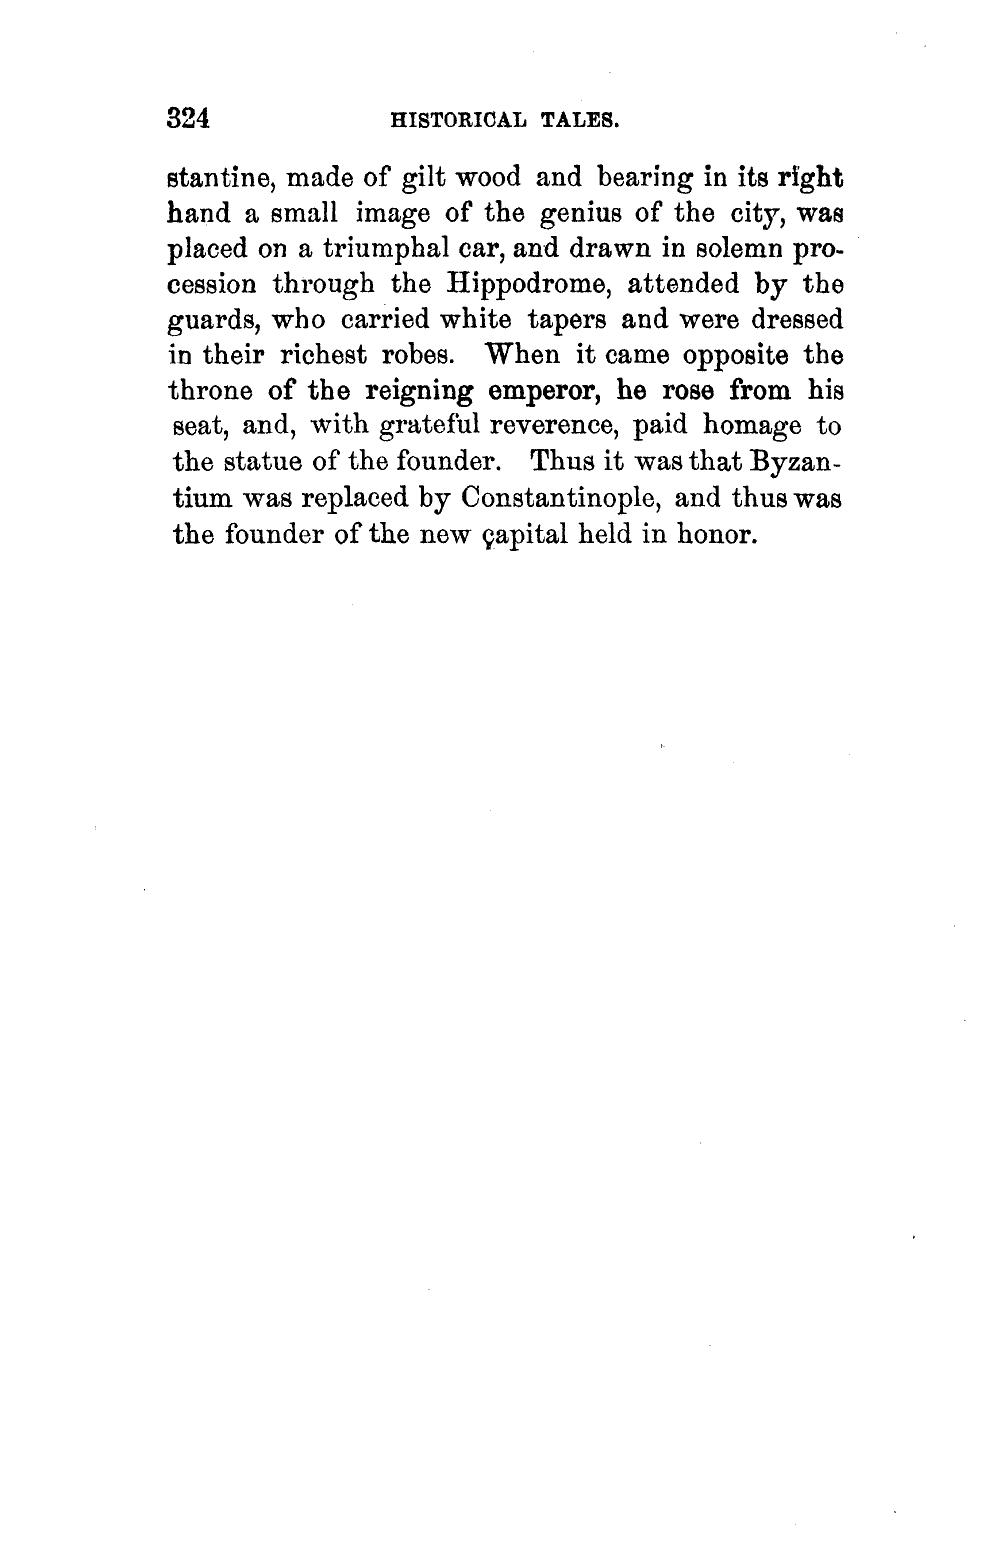 324 HISTORICAL TALES.
stantine, made of gilt wood and bearing in its right
hand a small image of the genius of the city, was
placed on a triumphal car, and drawn in solemn pro-
cession through the Hippodrome, attended by the
guards, who carried white tapers and were dressed
in their richest robes. When it came opposite the
throne of the reigning emperor, he rose from his
seat, and, with grateful reverence, paid homage to
the statue of the founder. Thus it was that Byzan-
tium was replaced by Constantinople, and thus was
the founder of the new capital held in honor.